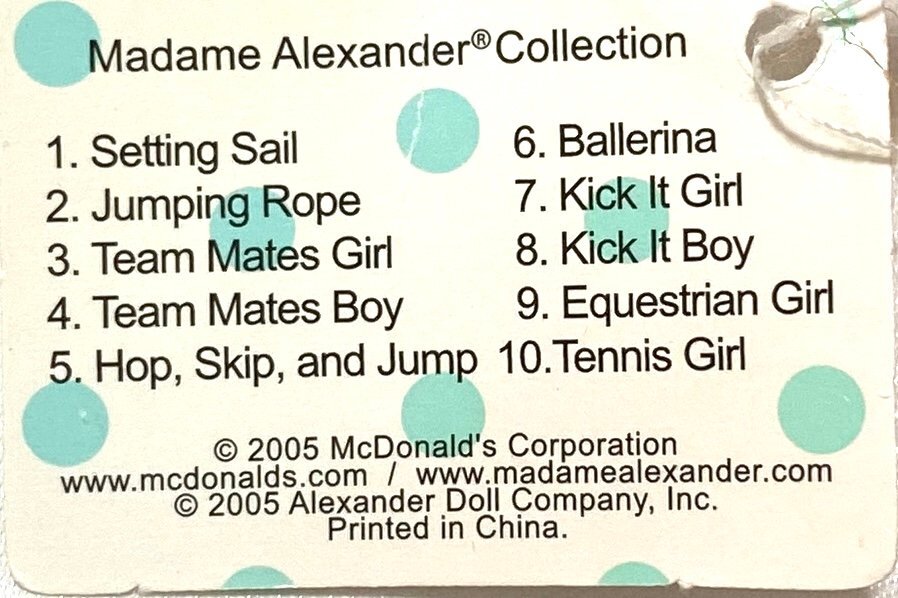 Madame Alexander® Collection
1. Setting Sail
2. Jumping Rope
3. Team Mates Girl
4. Team Mates Boy
5. Hop, Skip, and Jump
6. Ballerina
7. Kick It Girl
8. Kick It Boy
9. Equestrian Girl
10.Tennis Girl
© 2005 McDonald's Corporation
www.mcdonalds.com / www.madamealexander.com
© 2005 Alexander Doll Company, Inc.
Printed in China.